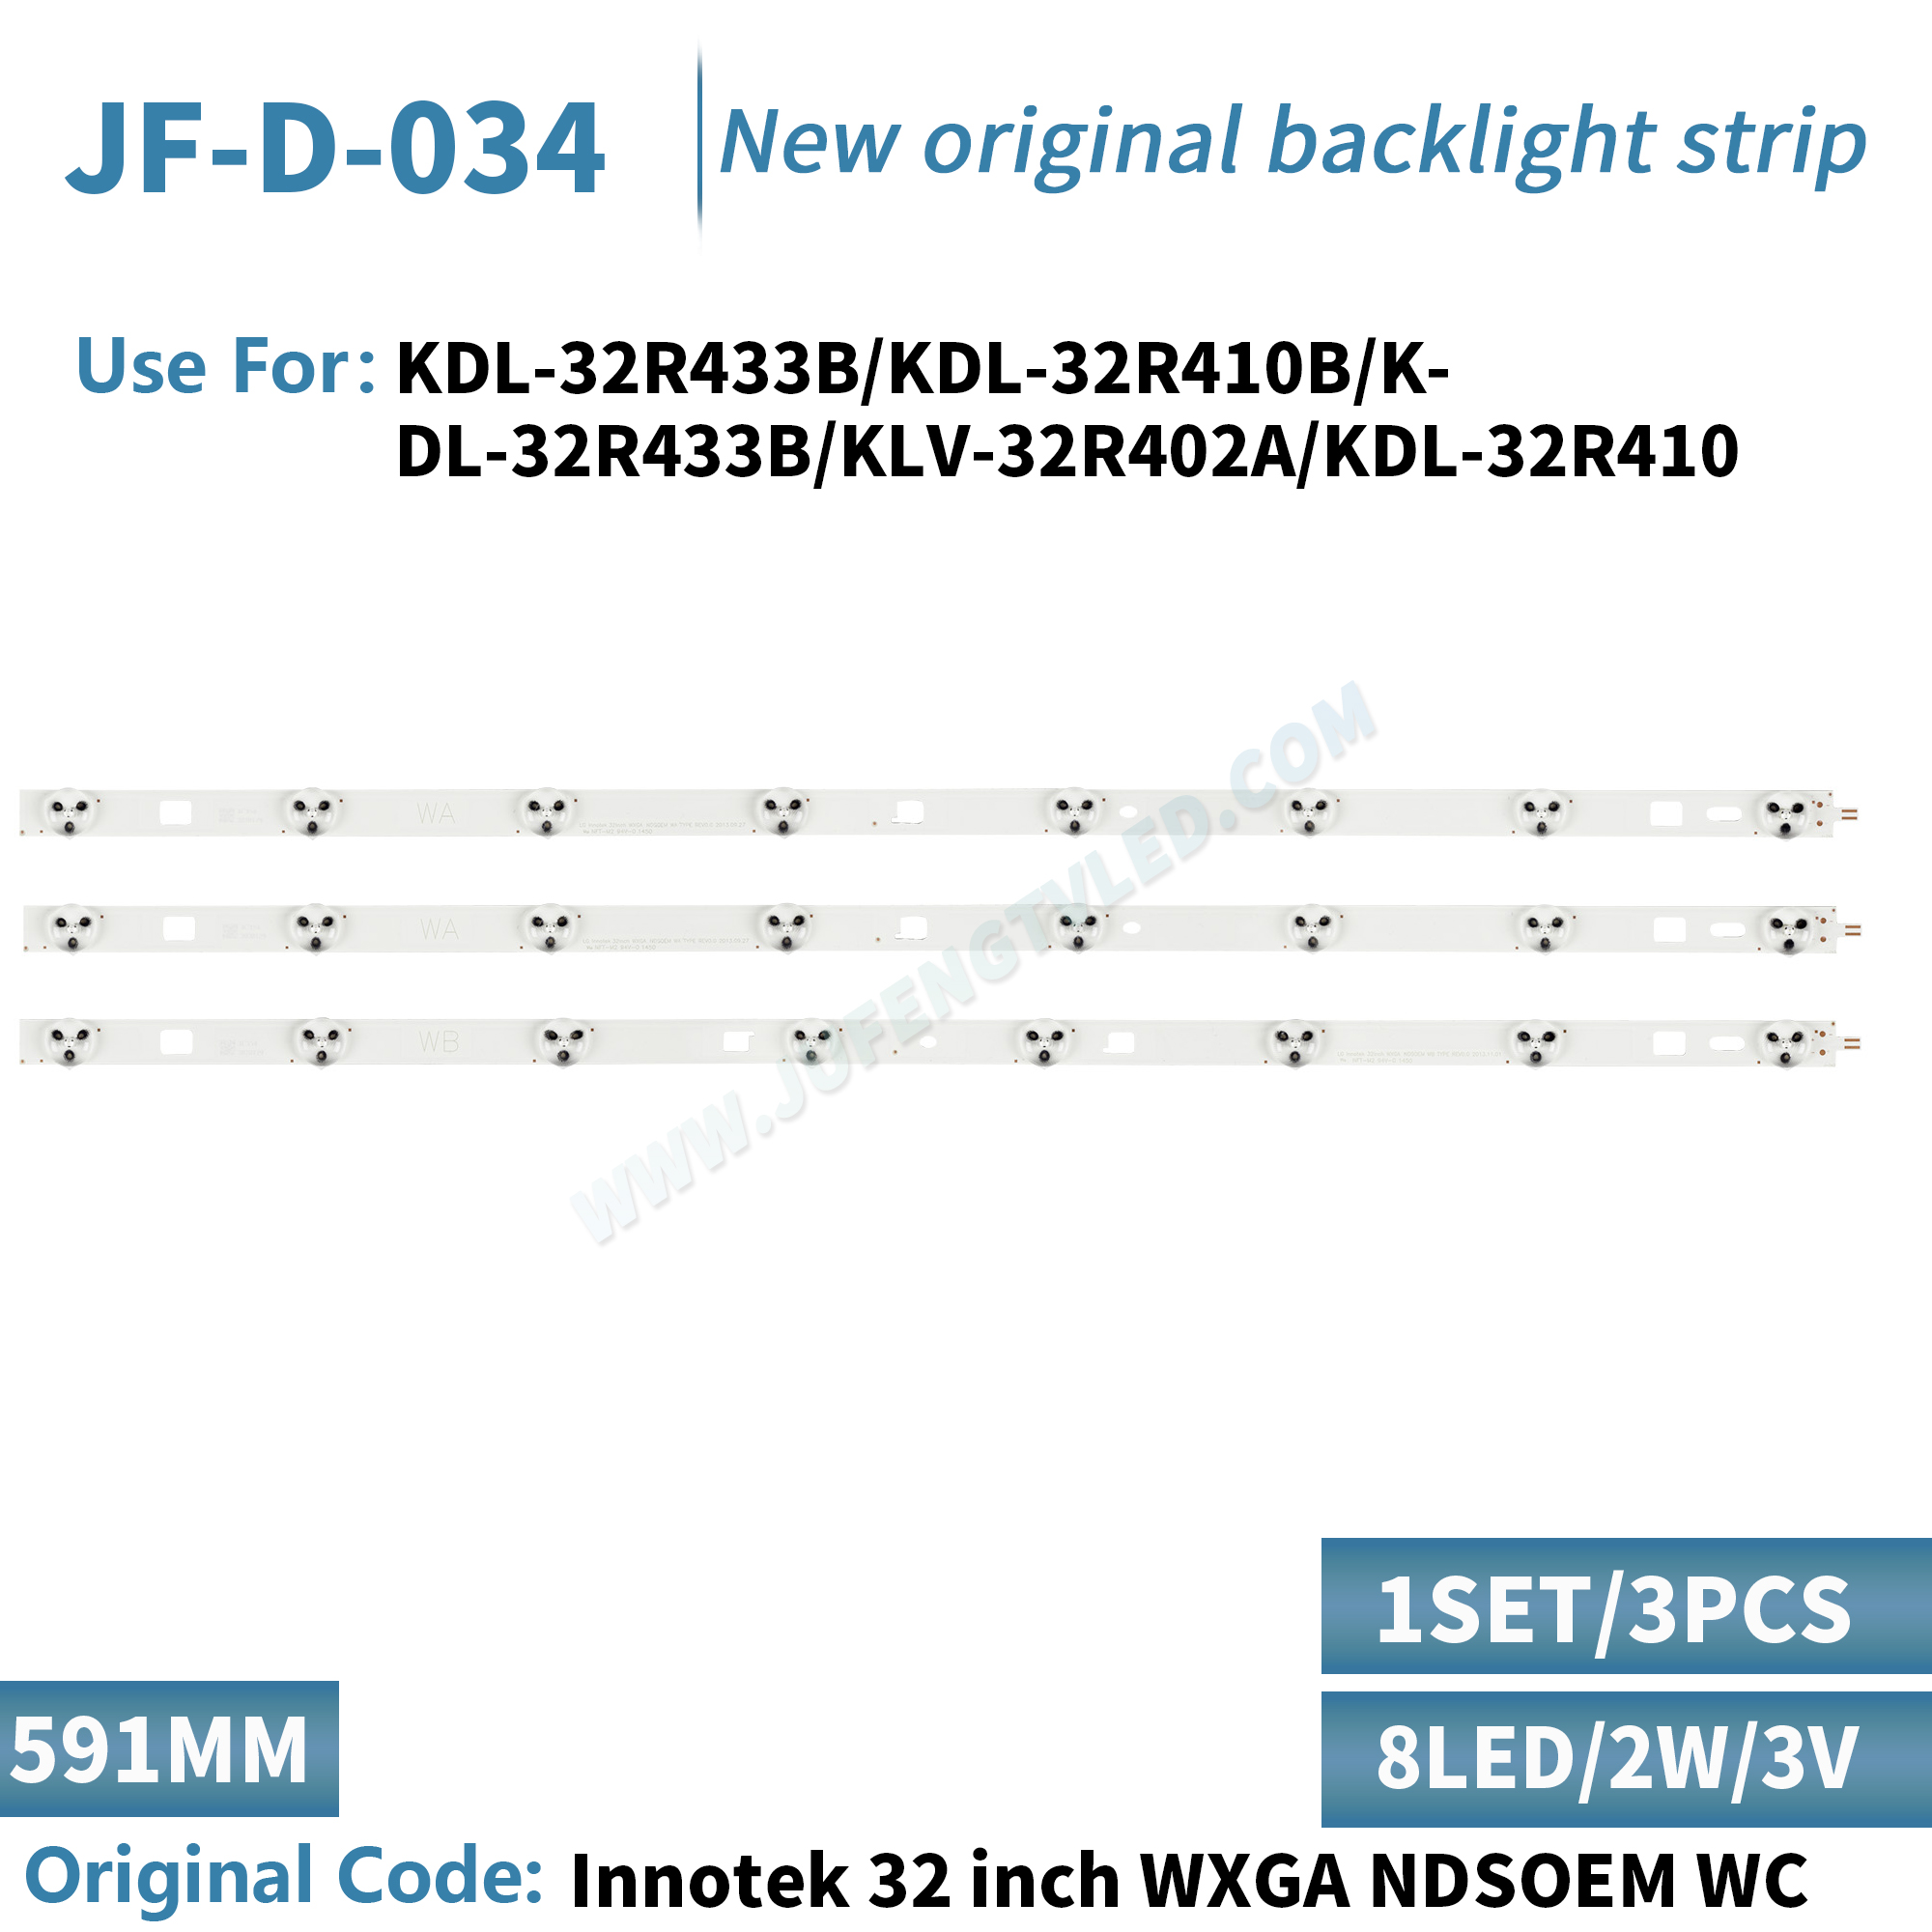 JF-D-034
New original backlight strip
Use For: KDL-32R433B/KDL-32R410B/K-
DL-32R433B/KLV-32R402A/KDL-32R410
WA
WA
WB
WWW.JUFENGTVLED.COM
1SET/3PCS
591MM
8LED/2W/3V
Original Code: Innotek 32 inch WXGA NDSOEM WC